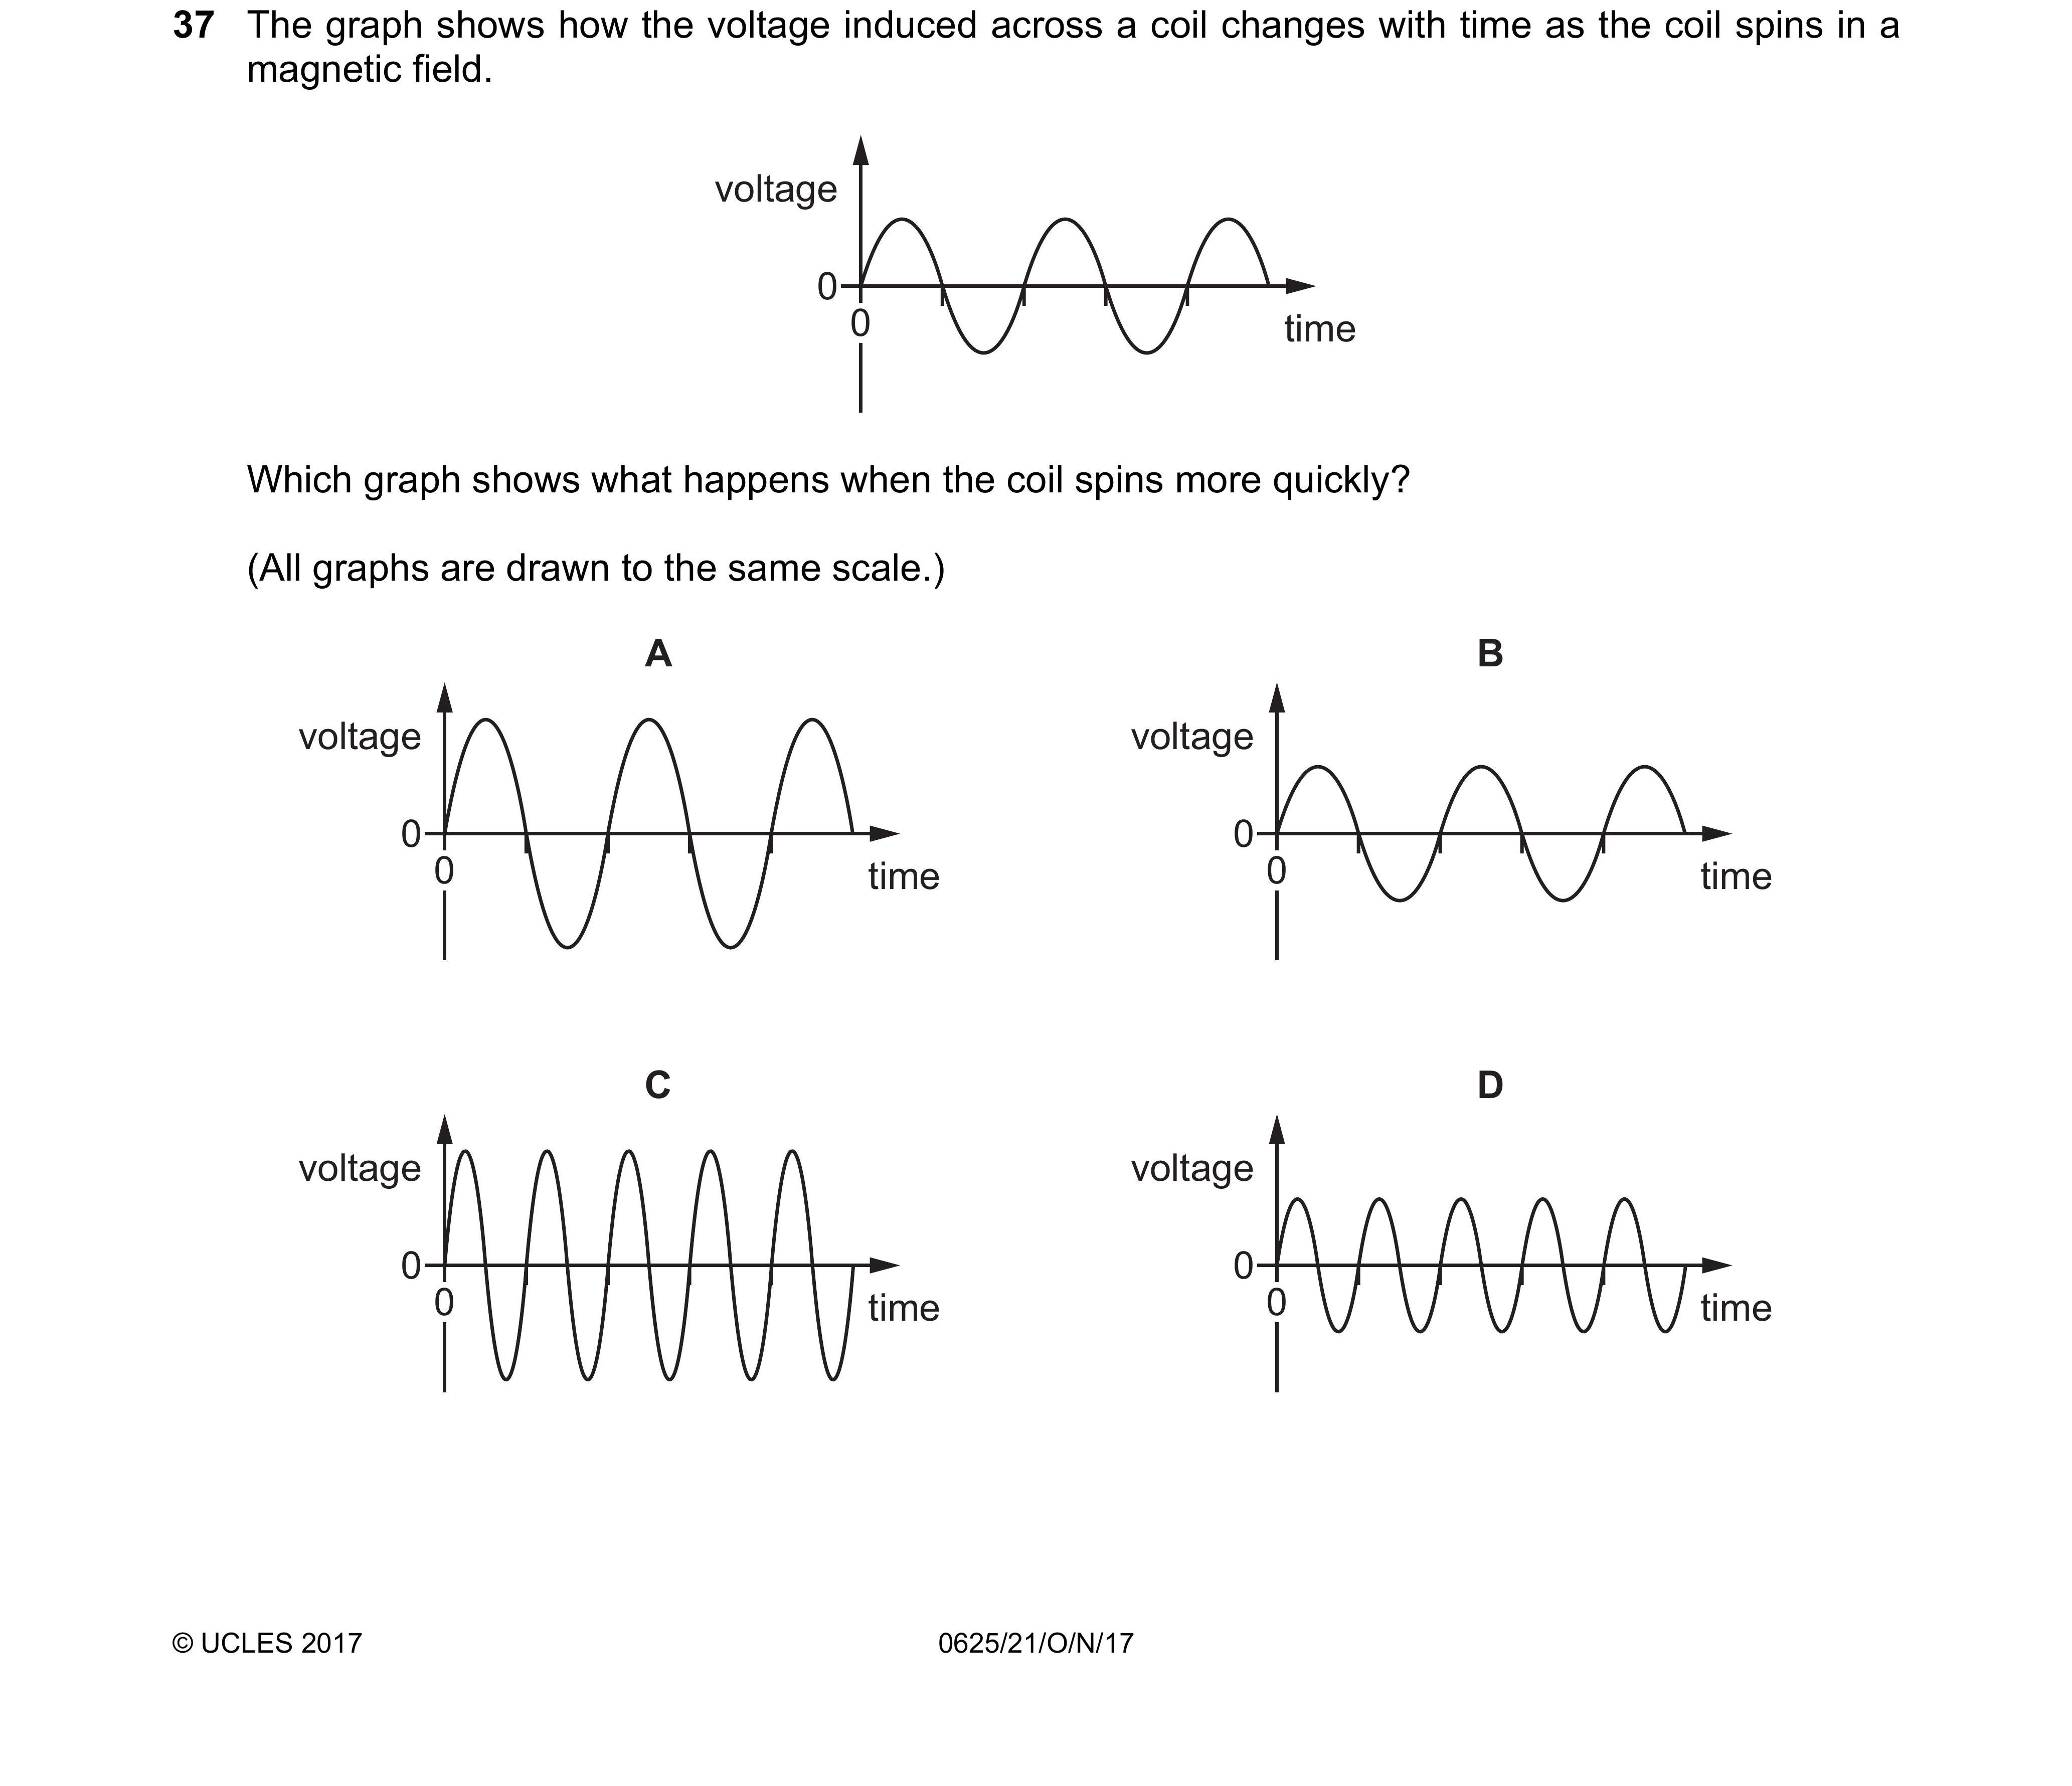 37 The graph shows how the voltage induced across a coil changes with time as the coil spins in a
magnetic field.
voltage
0
0
time
Which graph shows what happens when the coil spins more quickly?
(All graphs are drawn to the same scale.)
A
voltage
0
0
time
B
voltage
0
0
time
C
voltage
0
0
time
D
voltage
0
0
time
© UCLES 2017
0625/21/O/N/17